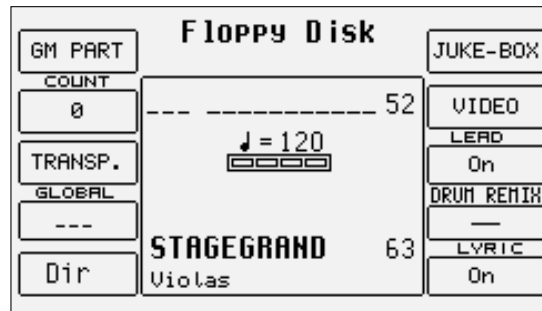 Floppy Disk
GM PART
COUNT
0
TRANSP.
GLOBAL
---
Dir
--- ____________ 52
♩ = 120
STAGEGRAND 63
Violas
JUKE-BOX
VIDEO
LEAD
On
DRUM REMIX
—
LYRIC
On